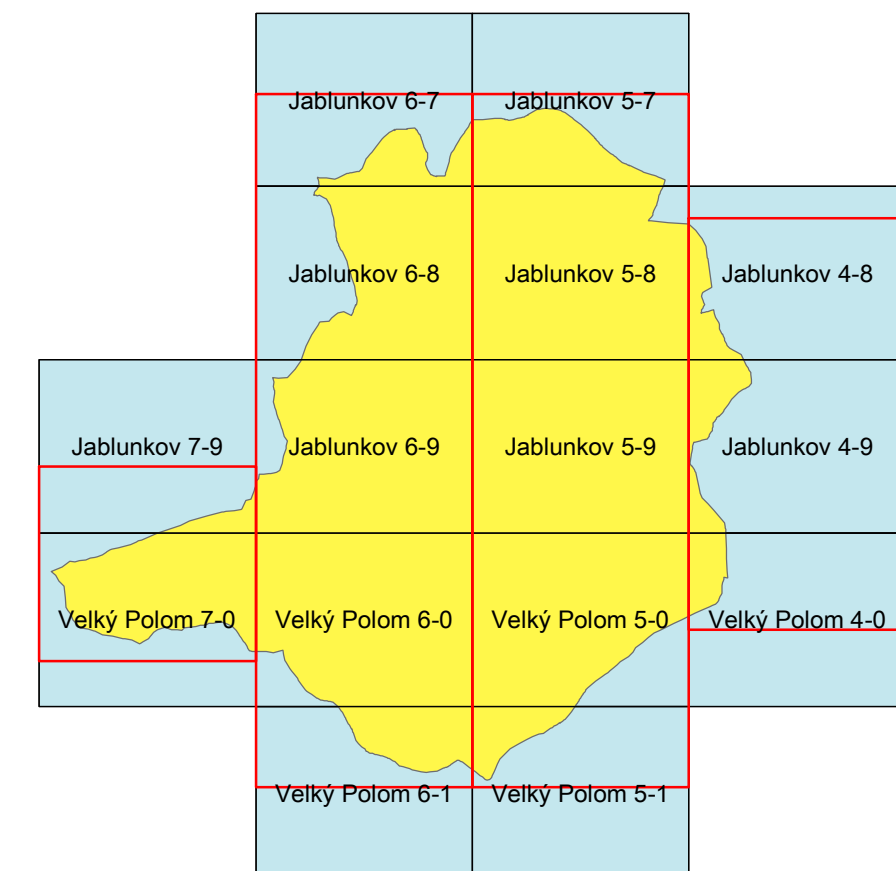 Jablunkov 6-7 Jablunkov 5-7
Jablunkov 6-8 Jablunkov 5-8 Jablunkov 4-8
Jablunkov 7-9 Jablunkov 6-9 Jablunkov 5-9 Jablunkov 4-9
Velký Polom 7-0 Velký Polom 6-0 Velký Polom 5-0 Velký Polom 4-0
Velký Polom 6-1 Velký Polom 5-1